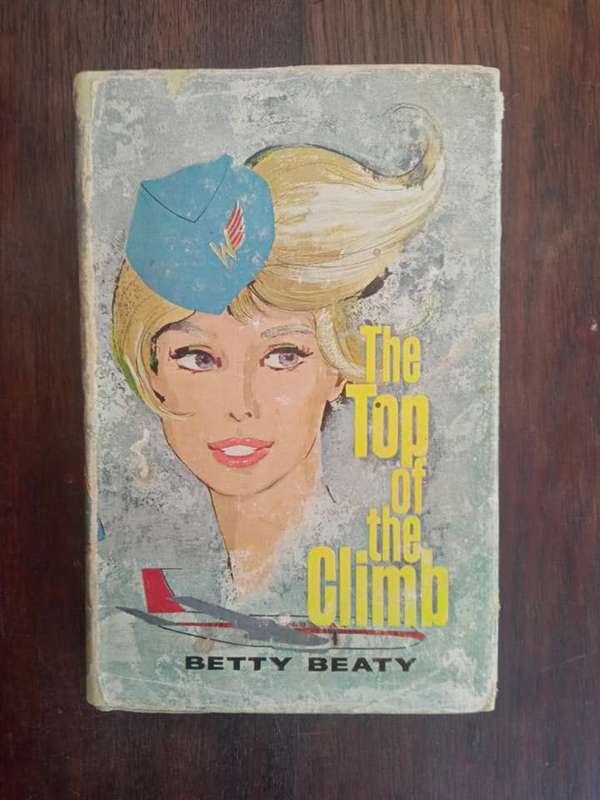 W
The
Top
of
the
Climb
BETTY BEATY